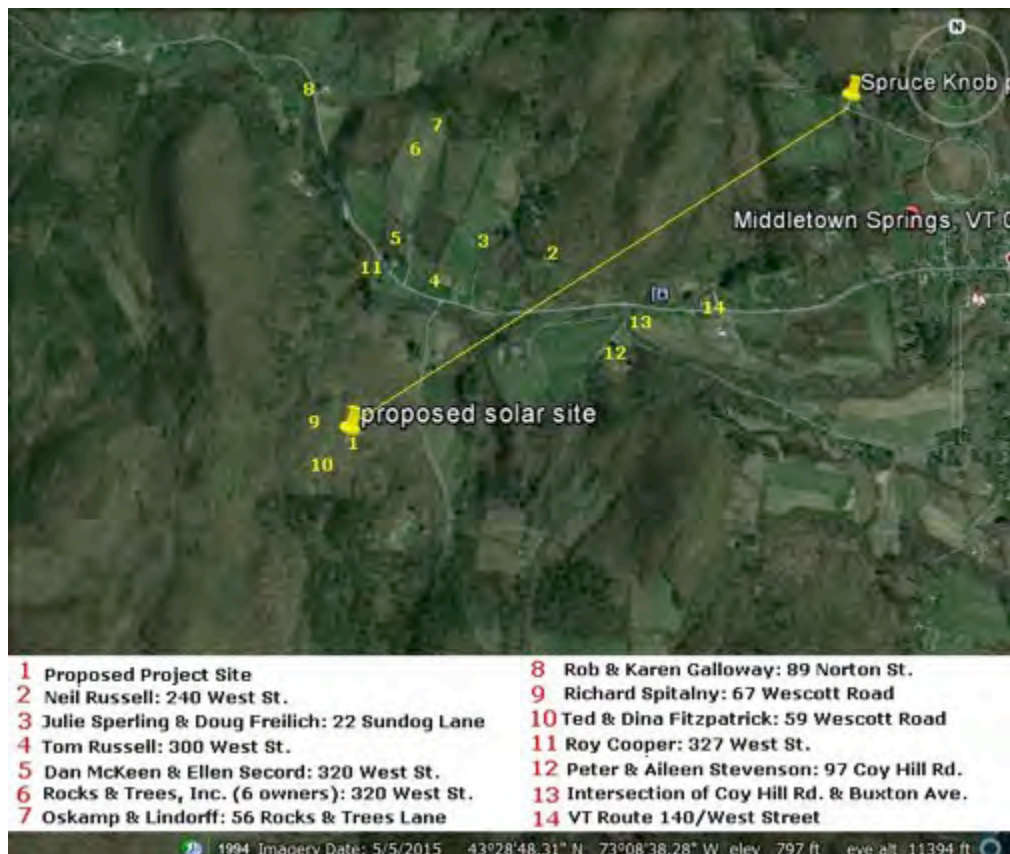 N
8
Spruce Knob p
7
6
Middletown Springs, VT 0
5
3
2
11
4
14
13
12
proposed solar site
9
1
10
1 Proposed Project Site
2 Neil Russell: 240 West St.
3 Julie Sperling & Doug Freilich: 22 Sundog Lane
4 Tom Russell: 300 West St.
5 Dan McKeen & Ellen Secord: 320 West St.
6 Rocks & Trees, Inc. (6 owners): 320 West St.
7 Oskamp & Lindorff: 56 Rocks & Trees Lane
8 Rob & Karen Galloway: 89 Norton St.
9 Richard Spitalny: 67 Wescott Road
10 Ted & Dina Fitzpatrick: 59 Wescott Road
11 Roy Cooper: 327 West St.
12 Peter & Aileen Stevenson: 97 Coy Hill Rd.
13 Intersection of Coy Hill Rd. & Buxton Ave.
14 VT Route 140/West Street
1994 Imagery Date: 5/5/2015 43°28'48.31" N 73°08'38.28" W elev 797 ft eye alt 11394 ft